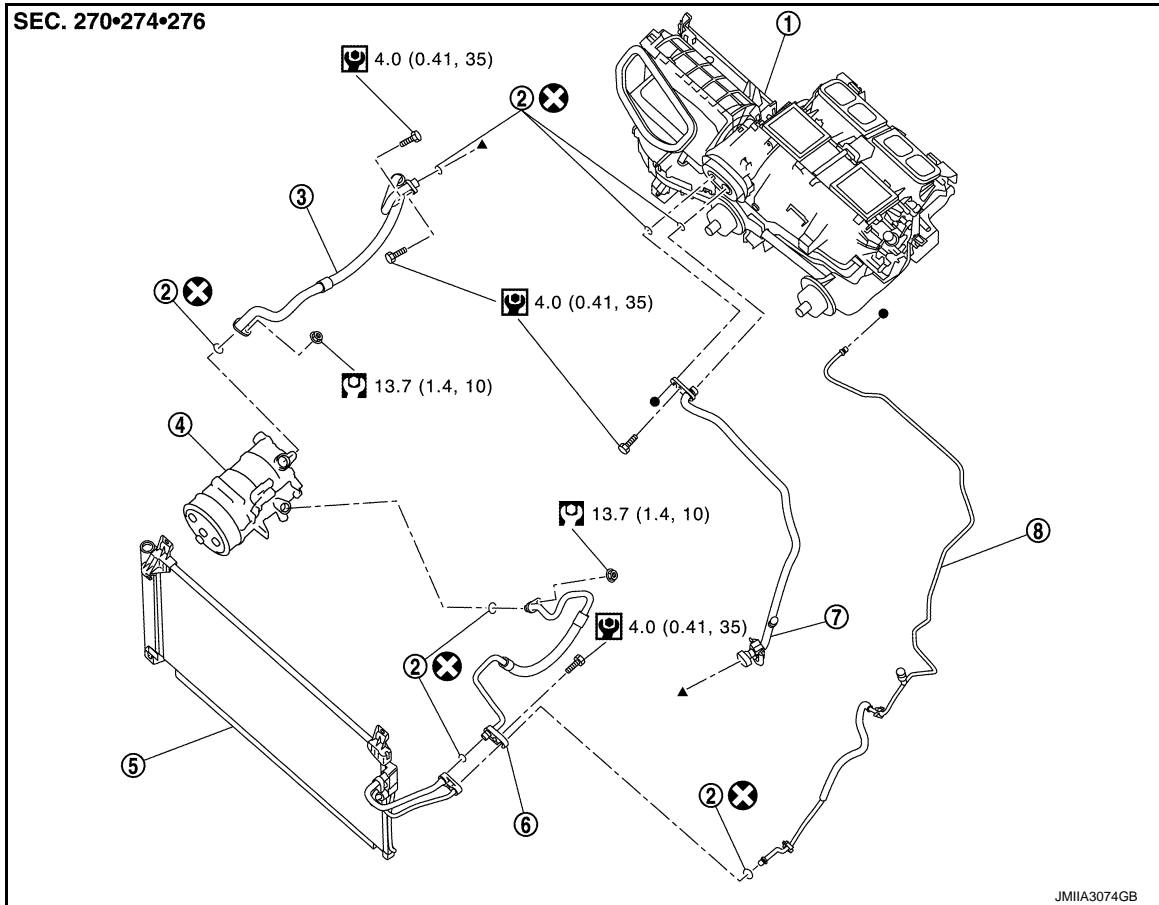 SEC. 270•274•276
①
4.0 (0.41, 35)
②
③
②
4.0 (0.41, 35)
13.7 (1.4, 10)
④
13.7 (1.4, 10)
⑧
4.0 (0.41, 35)
⑦
②
⑤
②
⑥
JMIIA3074GB